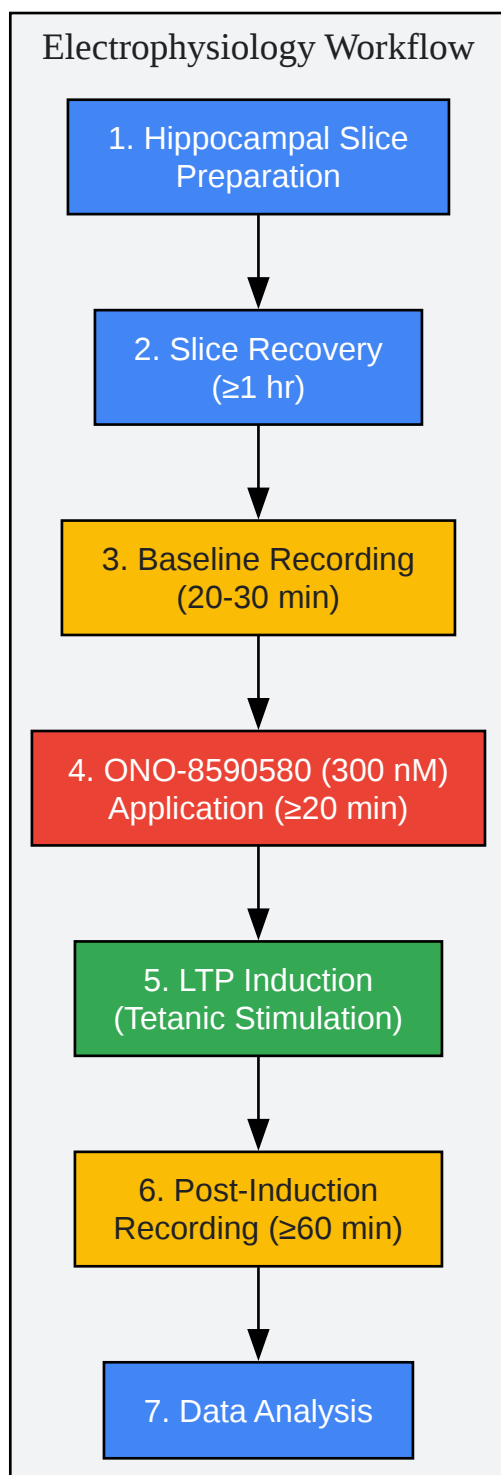 Electrophysiology Workflow
1. Hippocampal Slice
Preparation
2. Slice Recovery
(≥1 hr)
3. Baseline Recording
(20-30 min)
4. ONO-8590580 (300 nM)
Application (≥20 min)
5. LTP Induction
(Tetanic Stimulation)
6. Post-Induction
Recording (≥60 min)
7. Data Analysis